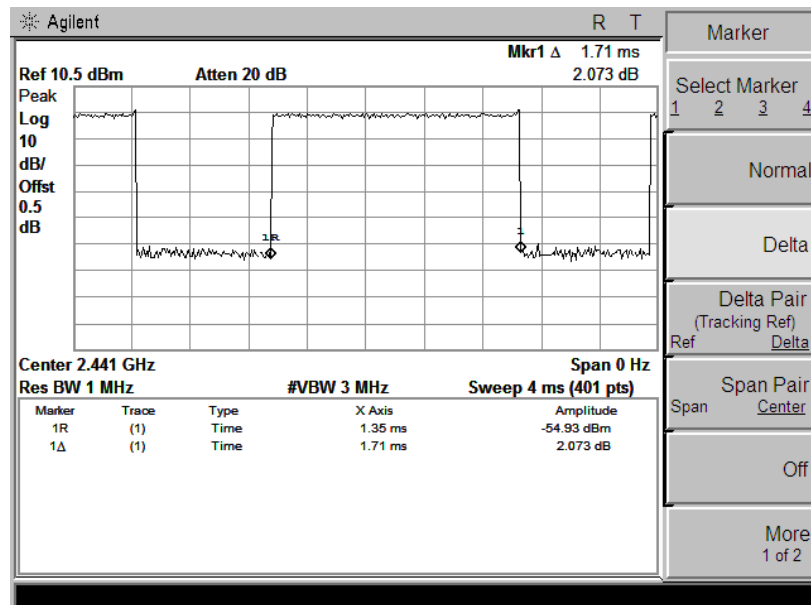 Agilent R T
Mkr1 Δ 1.71 ms
Ref 10.5 dBm Atten 20 dB 2.073 dB
Peak
Log
10
dB/
Offst
0.5
dB
1R
1
Center 2.441 GHz Span 0 Hz
Res BW 1 MHz #VBW 3 MHz Sweep 4 ms (401 pts)
Marker Trace Type X Axis Amplitude
1R (1) Time 1.35 ms -54.93 dBm
1Δ (1) Time 1.71 ms 2.073 dB
Marker
Select Marker
1 2 3 4
Normal
Delta
Delta Pair
(Tracking Ref)
Ref Delta
Span Pair
Span Center
Off
More
1 of 2